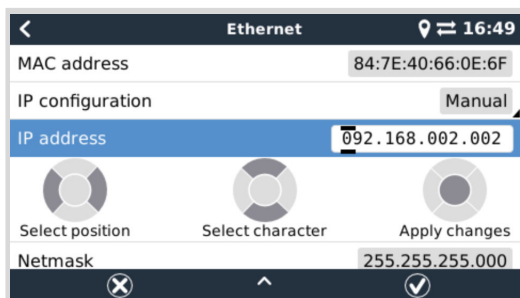 Ethernet 16:49
MAC address 84:7E:40:66:0E:6F
IP configuration Manual
IP address 092.168.002.002
Select position Select character Apply changes
Netmask 255.255.255.000